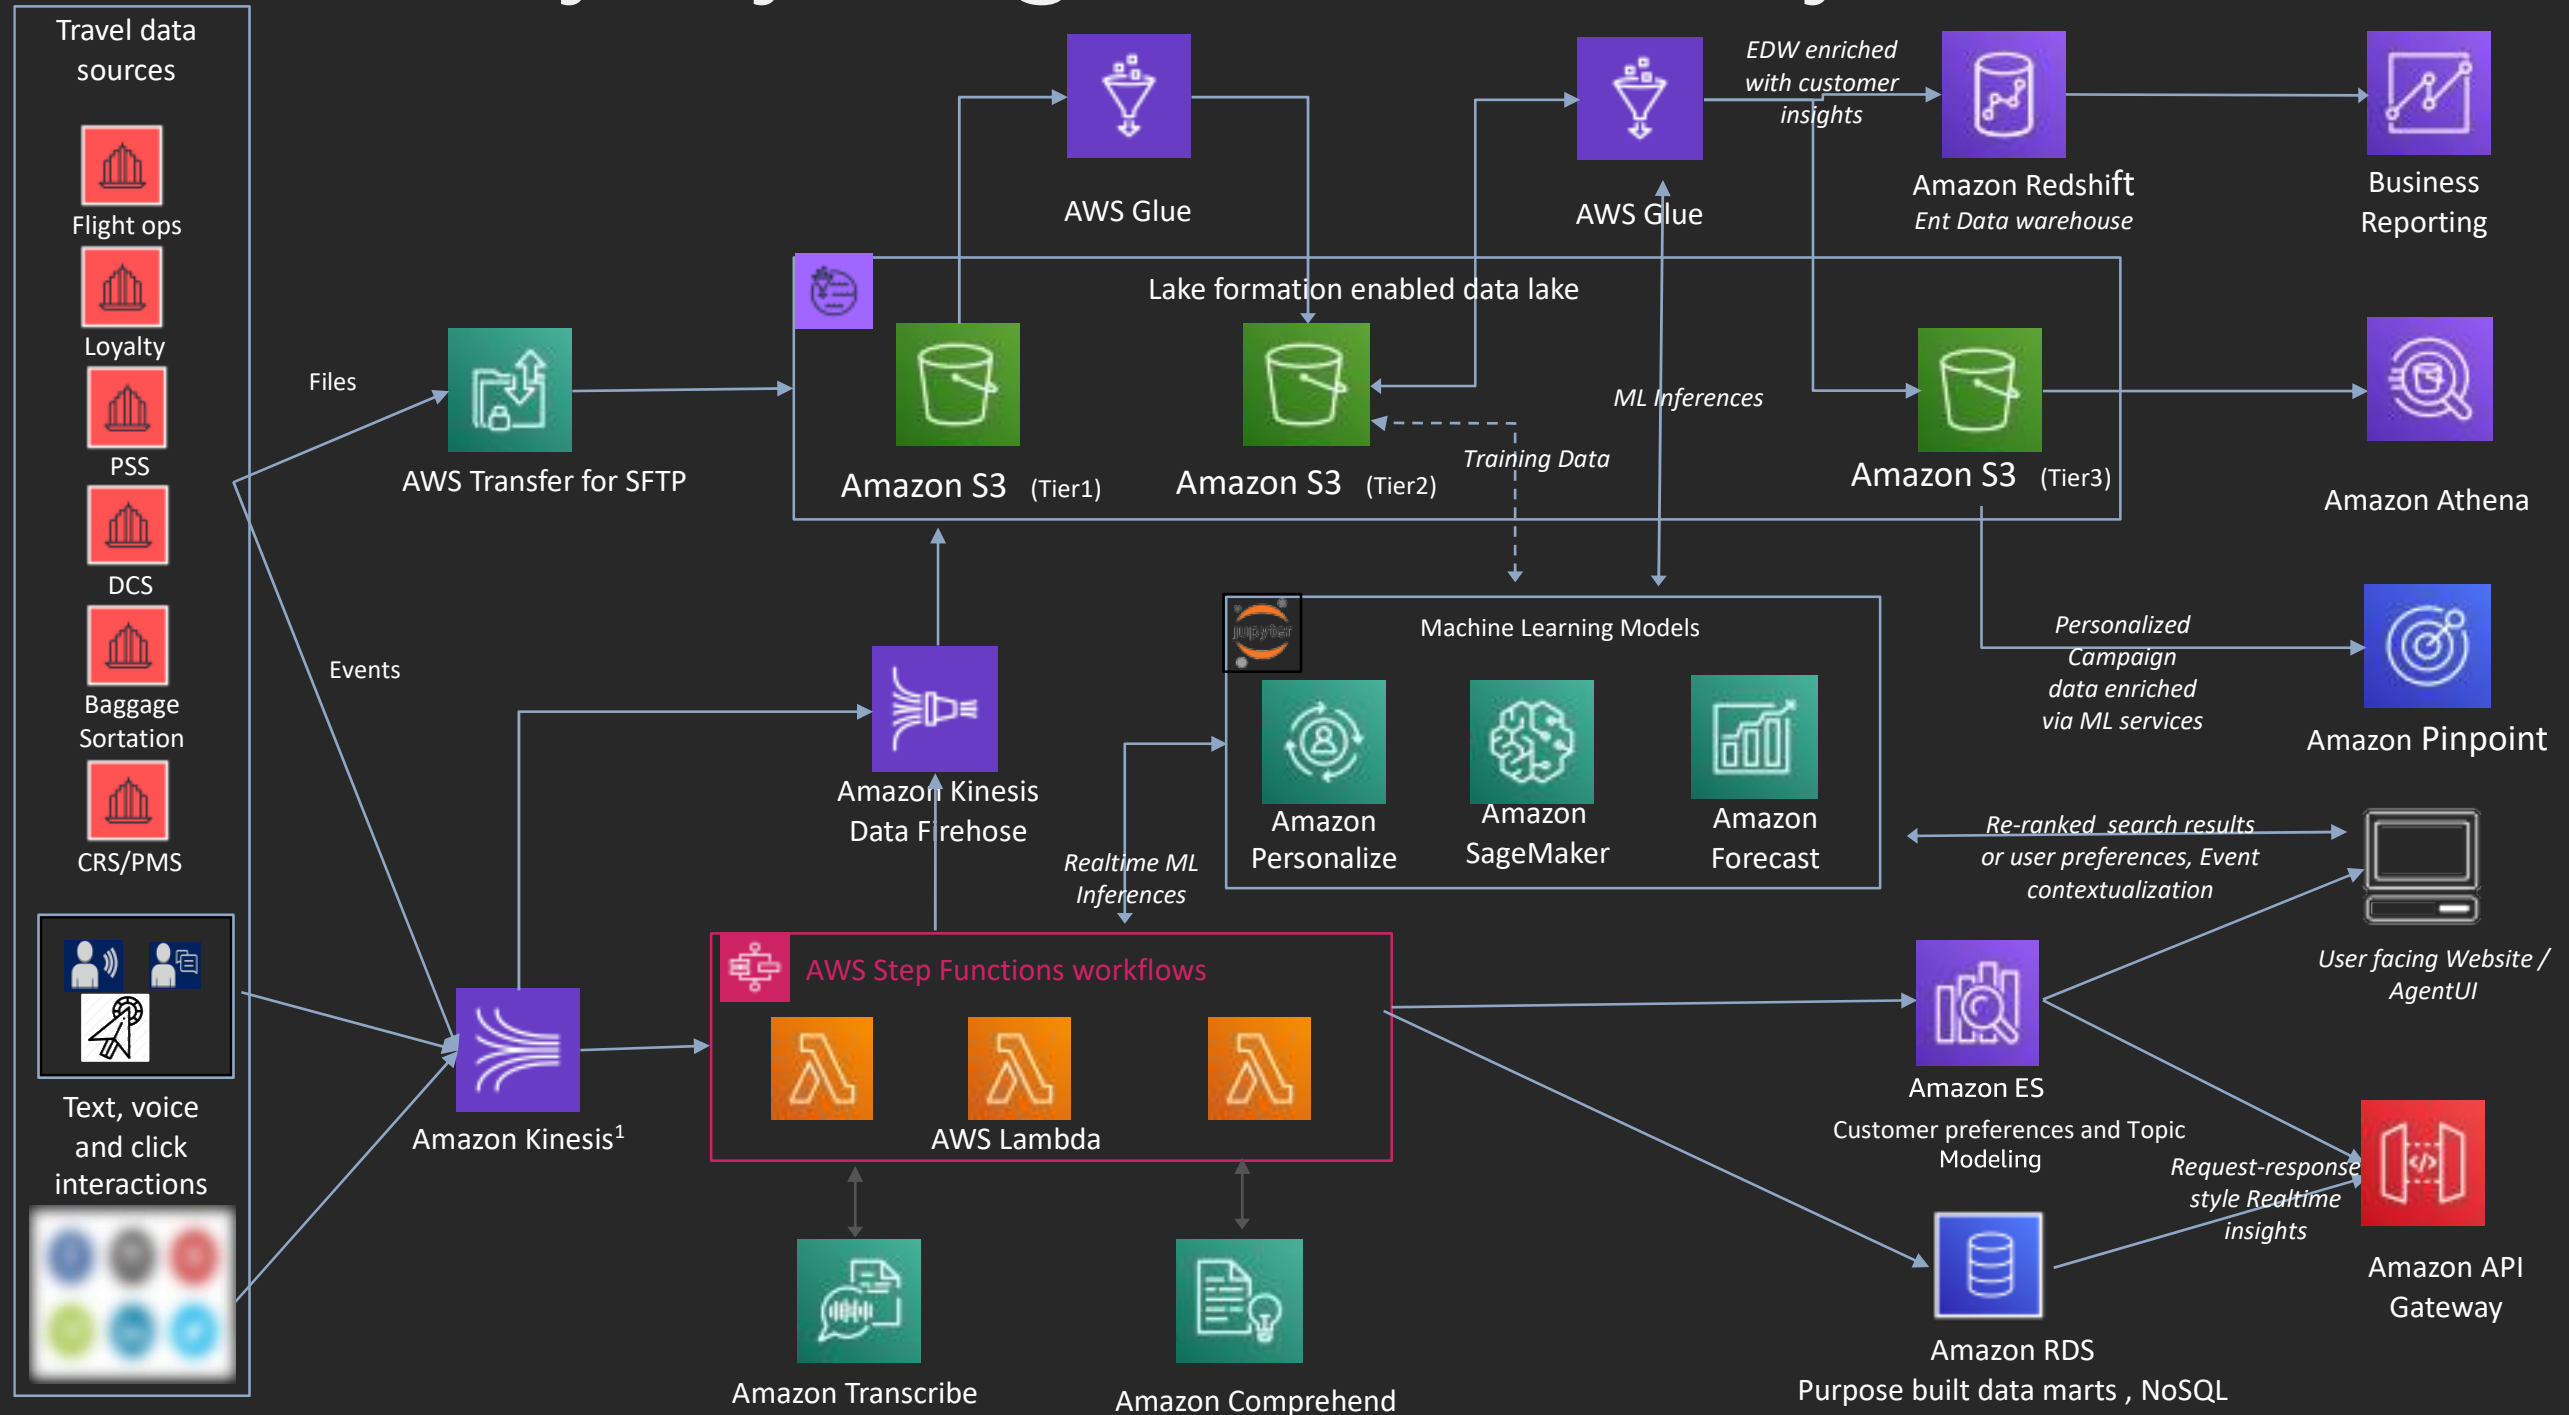 Travel data
sources
Flight ops
Loyalty
PSS
DCS
Baggage
Sortation
CRS/PMS
Text, voice
and click
interactions
Files
Events
AWS Transfer for SFTP
Amazon Kinesis1
AWS Glue
AWS Glue
EDW enriched
with customer
insights
Amazon Redshift
Ent Data warehouse
Business
Reporting
Lake formation enabled data lake
Amazon S3 (Tier1)
Amazon S3 (Tier2)
Training Data
ML Inferences
Amazon S3 (Tier3)
Amazon Athena
Amazon Kinesis
Data Firehose
Realtime ML
Inferences
jupyter
Machine Learning Models
Amazon
Personalize
Amazon
SageMaker
Amazon
Forecast
Personalized
Campaign
data enriched
via ML services
Amazon Pinpoint
Re-ranked search results
or user preferences, Event
contextualization
User facing Website /
AgentUI
AWS Step Functions workflows
AWS Lambda
Amazon Transcribe
Amazon Comprehend
Amazon ES
Customer preferences and Topic
Modeling
Request-response
style Realtime
insights
Amazon API
Gateway
Amazon RDS
Purpose built data marts , NoSQL